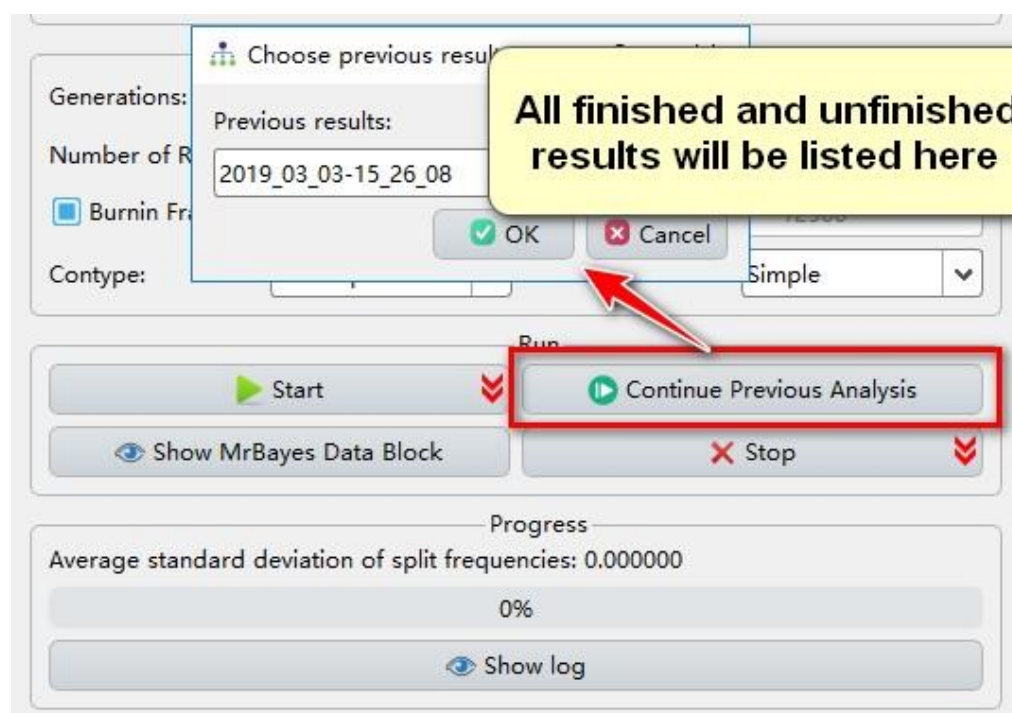 Choose previous resul
All finished and unfinished
results will be listed here
Generations:
Previous results:
Number of R
2019_03_03-15_26_08
Burnin Fra
OK
Cancel
Contype:
Simple
Run
Start
Continue Previous Analysis
Show MrBayes Data Block
Stop
Progress
Average standard deviation of split frequencies: 0.000000
0%
Show log